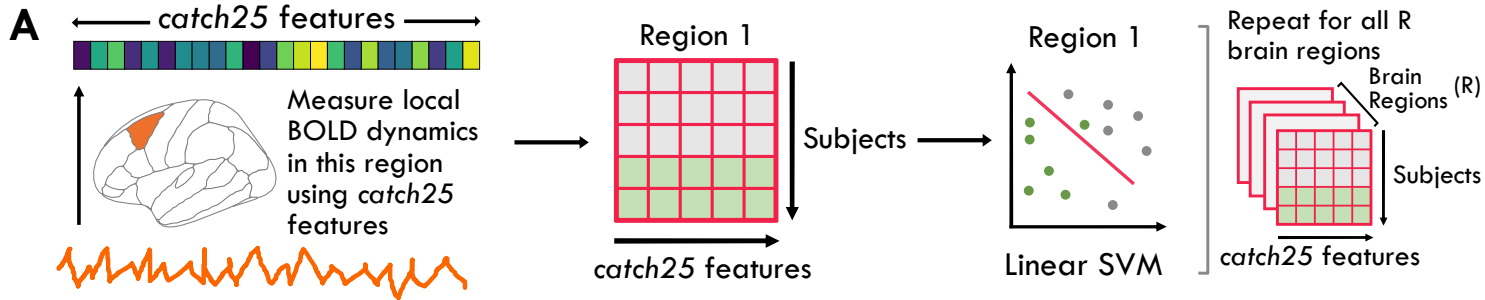 A
catch25 features
Measure local
BOLD dynamics
in this region
using catch25
features
Region 1
Subjects
catch25 features
Region 1
Linear SVM
Repeat for all R
brain regions
Brain
Regions (R)
Subjects
catch25 features